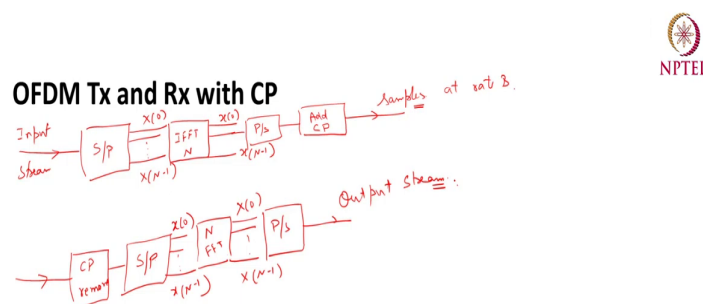 NPTEL
OFDM Tx and Rx with CP
Input
Stream
S/P
X(0)
X(N-1)
IFFT
N
x(0)
x(N-1)
P/S
Add
CP
Samples at rate B.
CP
remove
S/P
x(0)
x(N-1)
N
FFT
X(0)
X(N-1)
P/S
Output stream.